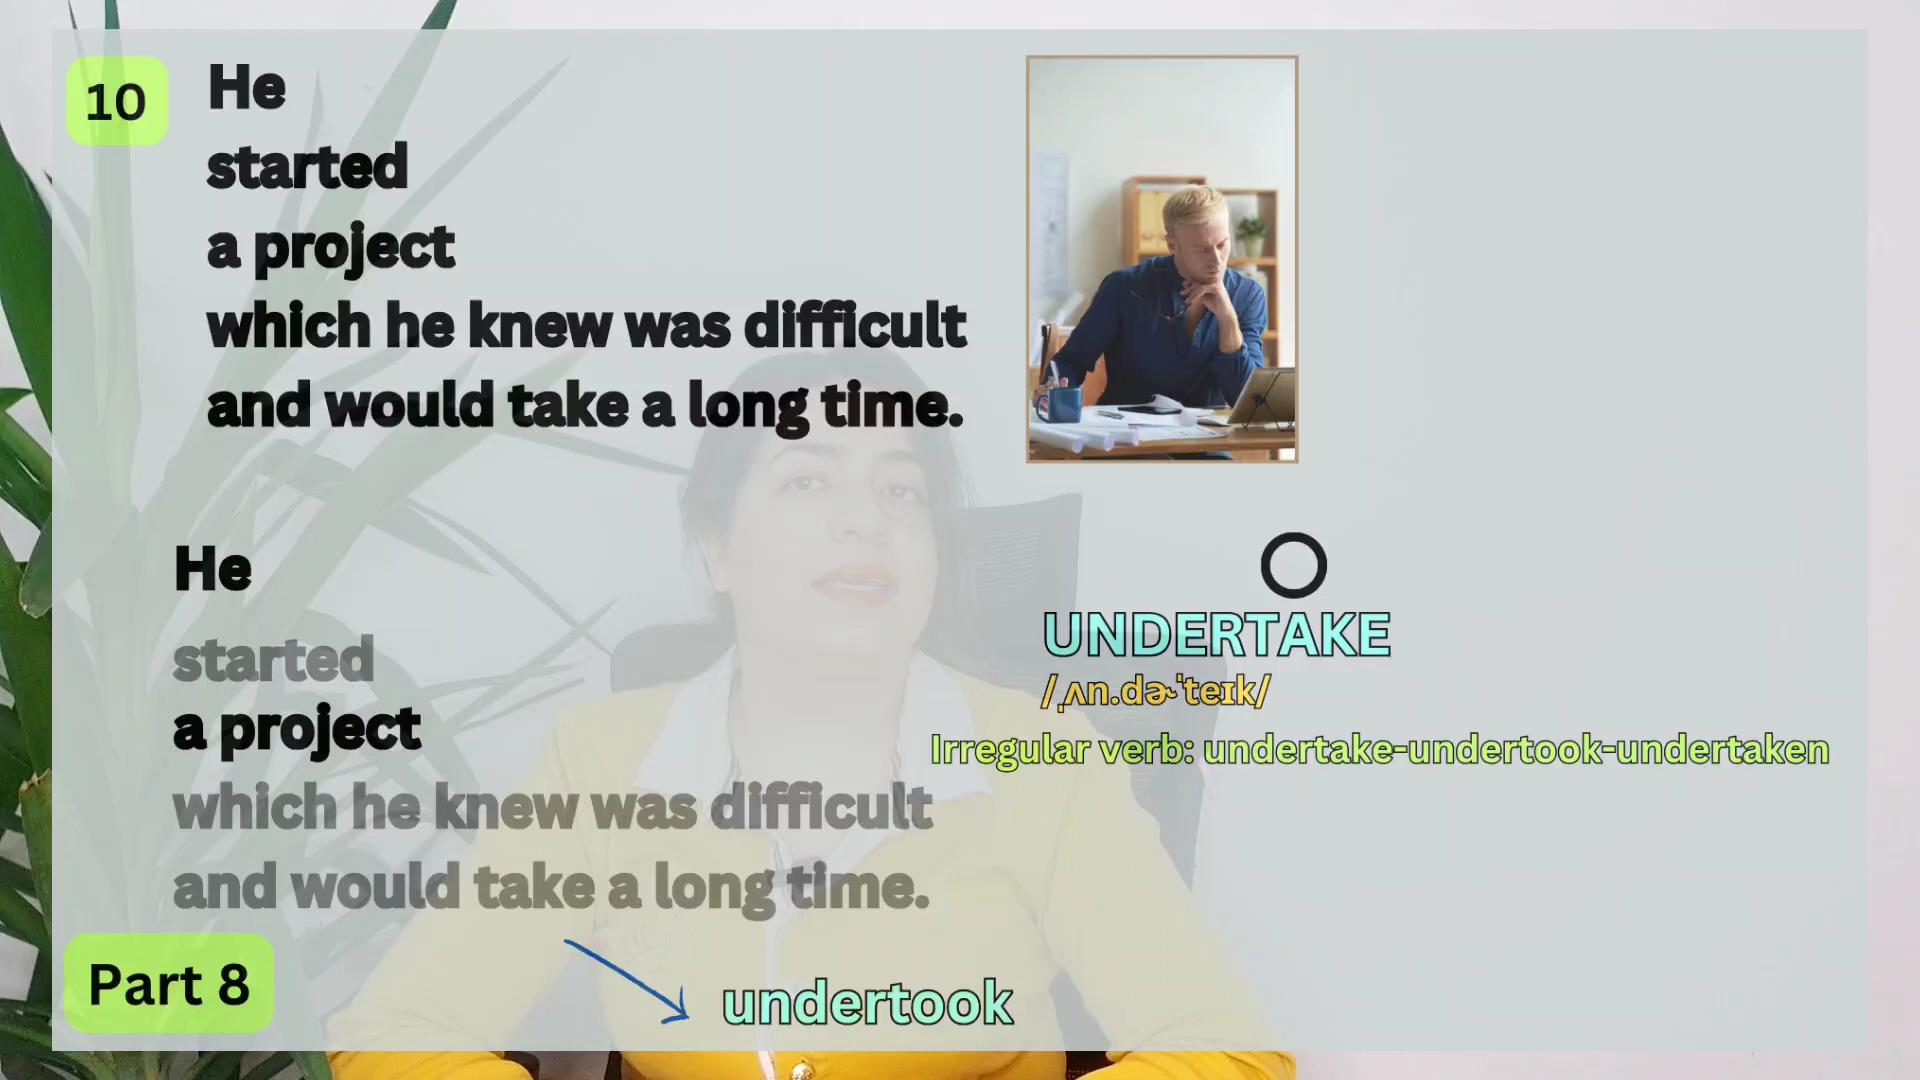 10
He
started
a project
which he knew was difficult
and would take a long time.
He
started
a project
which he knew was difficult
and would take a long time.
UNDERTAKE
/ˌʌn.dɚˈteɪk/
Irregular verb: undertake-undertook-undertaken
Part 8
undertook